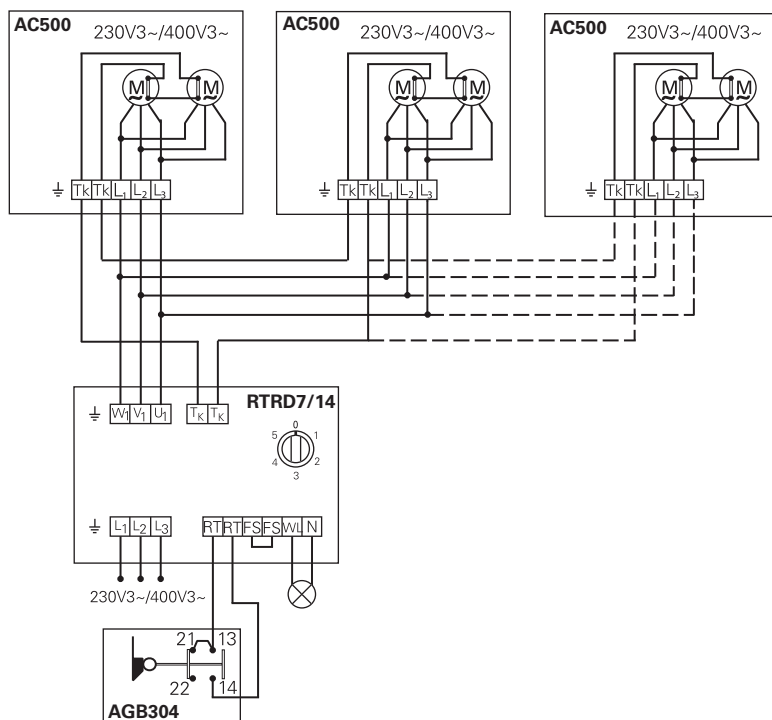 AC500 230V3~/400V3~
M M
Tk Tk L1 L2 L3
AC500 230V3~/400V3~
M M
Tk Tk L1 L2 L3
AC500 230V3~/400V3~
M M
Tk Tk L1 L2 L3
RTRD7/14
W1 V1 U1 TK TK
0
5 1
4 2
3
L1 L2 L3 RT RT FS FS WL N
230V3~/400V3~
21 13
22 14
AGB304